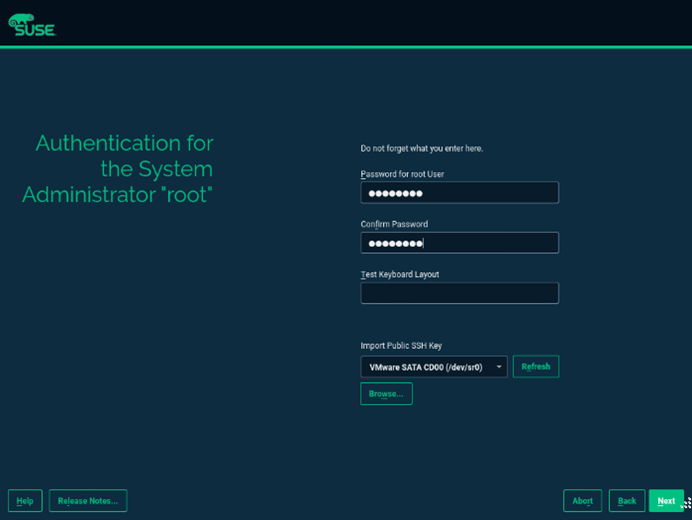 SUSE
Authentication for
the System
Administrator "root"
Do not forget what you enter here.
Password for root User
●●●●●●●●
Confirm Password
●●●●●●●●
Test Keyboard Layout
Import Public SSH Key
VMware SATA CD00 (/dev/sr0)
Refresh
Browse...
Help
Release Notes...
Abort
Back
Next